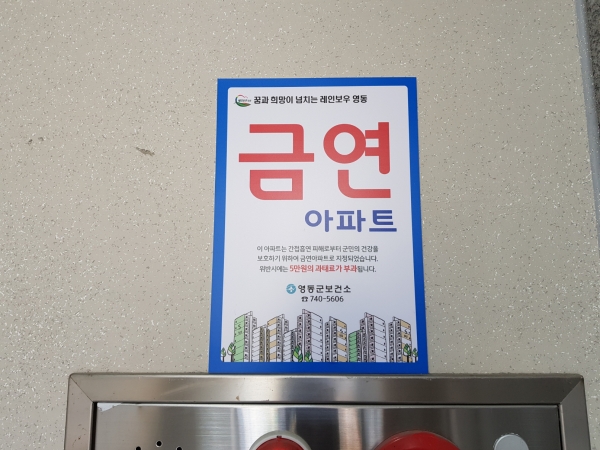 꿈과 희망이 넘치는 레인보우 영동
금연
아파트
이 아파트는 간접흡연 피해로부터 군민의 건강을
보호하기 위하여 금연아파트로 지정되었습니다.
위반시에는 5만원의 과태료가 부과됩니다.
영동군보건소
☎ 740-5606